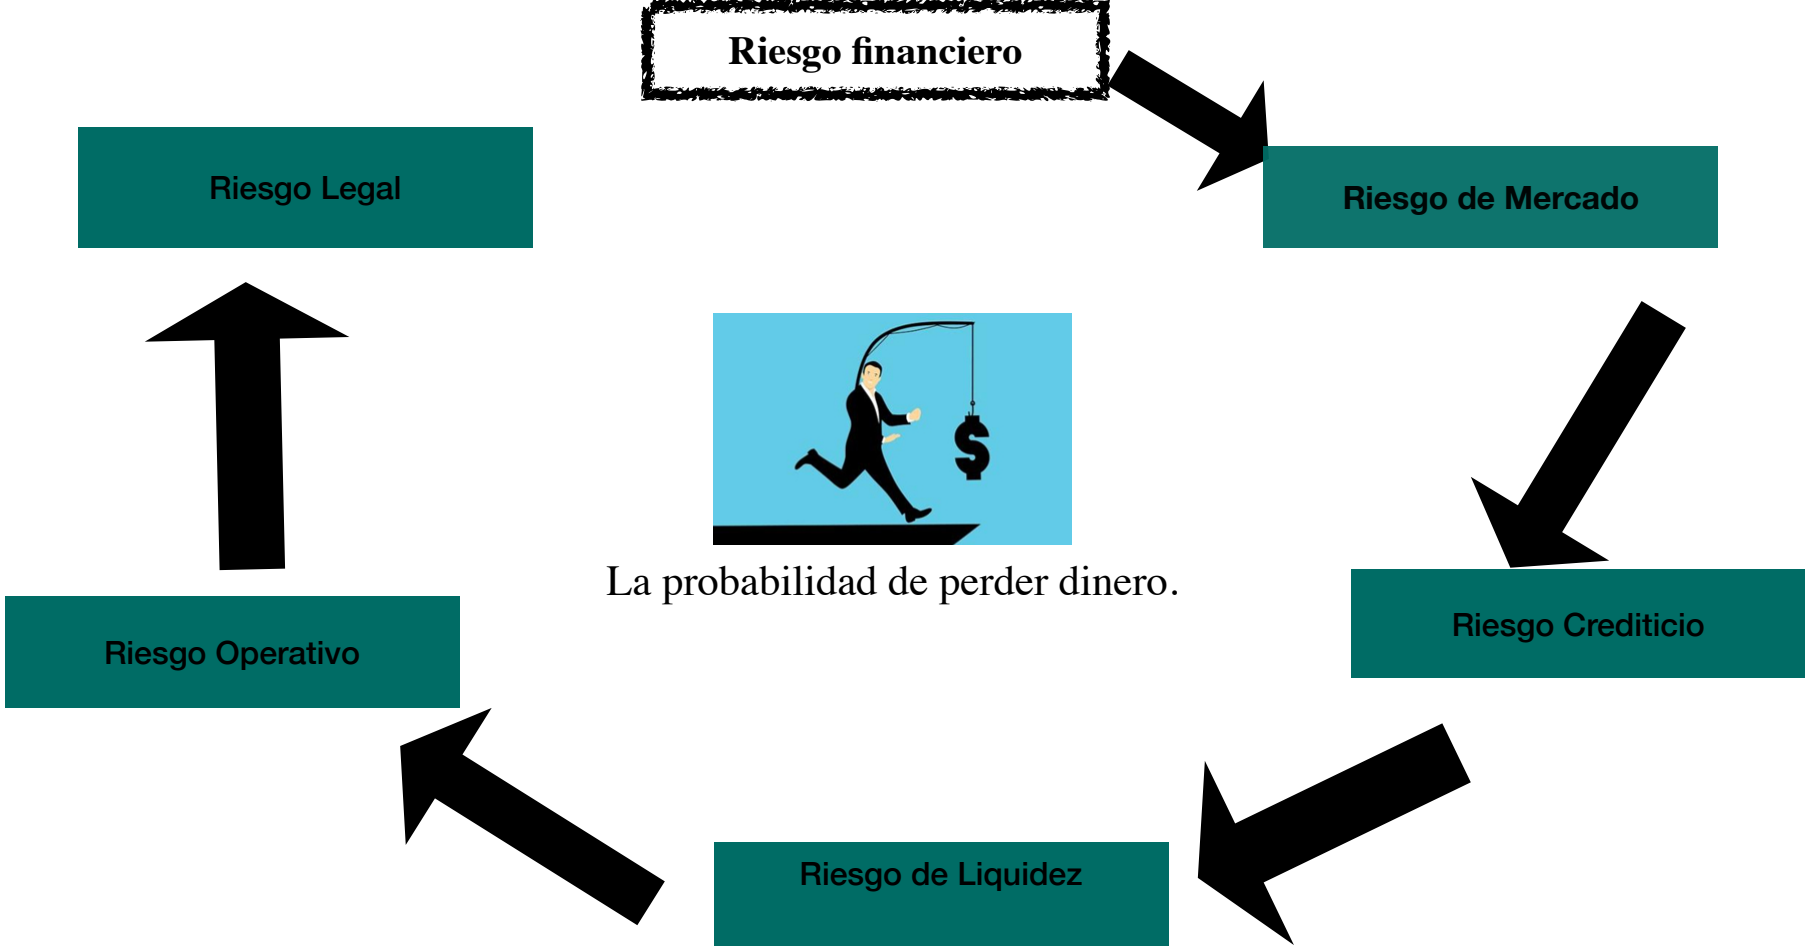 Riesgo financiero
Riesgo Legal
Riesgo de Mercado
$
La probabilidad de perder dinero.
Riesgo Operativo
Riesgo Crediticio
Riesgo de Liquidez